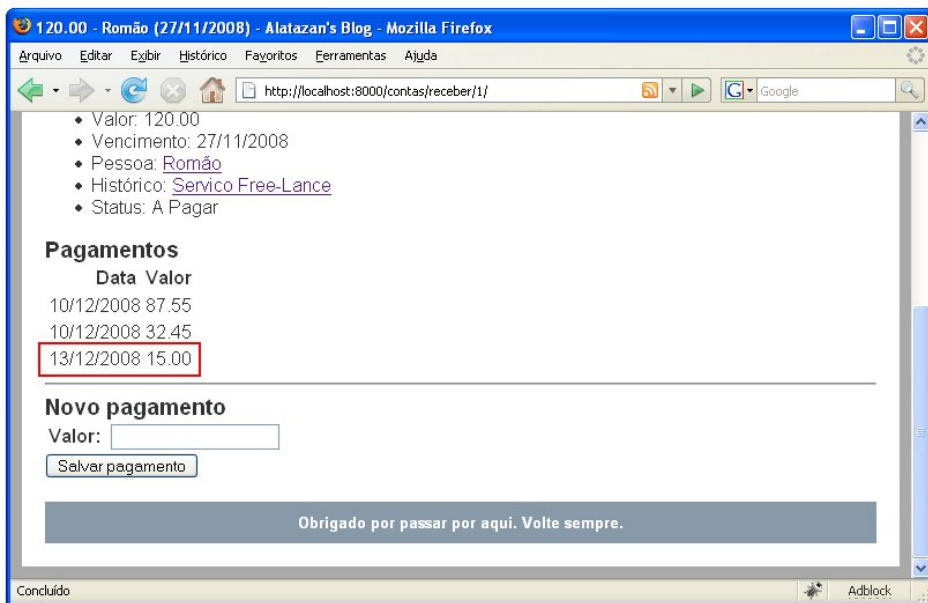 120.00 - Romão (27/11/2008) - Alatazan's Blog - Mozilla Firefox
Arquivo Editar Exibir Histórico Favoritos Ferramentas Ajuda
http://localhost:8000/contas/receber/1/
G Google
Valor: 120.00
Vencimento: 27/11/2008
Pessoa: Romão
Histórico: Servico Free-Lance
Status: A Pagar
Pagamentos
Data Valor
10/12/2008 87.55
10/12/2008 32.45
13/12/2008 15.00
Novo pagamento
Valor:
Salvar pagamento
Obrigado por passar por aqui. Volte sempre.
Concluído
Adblock